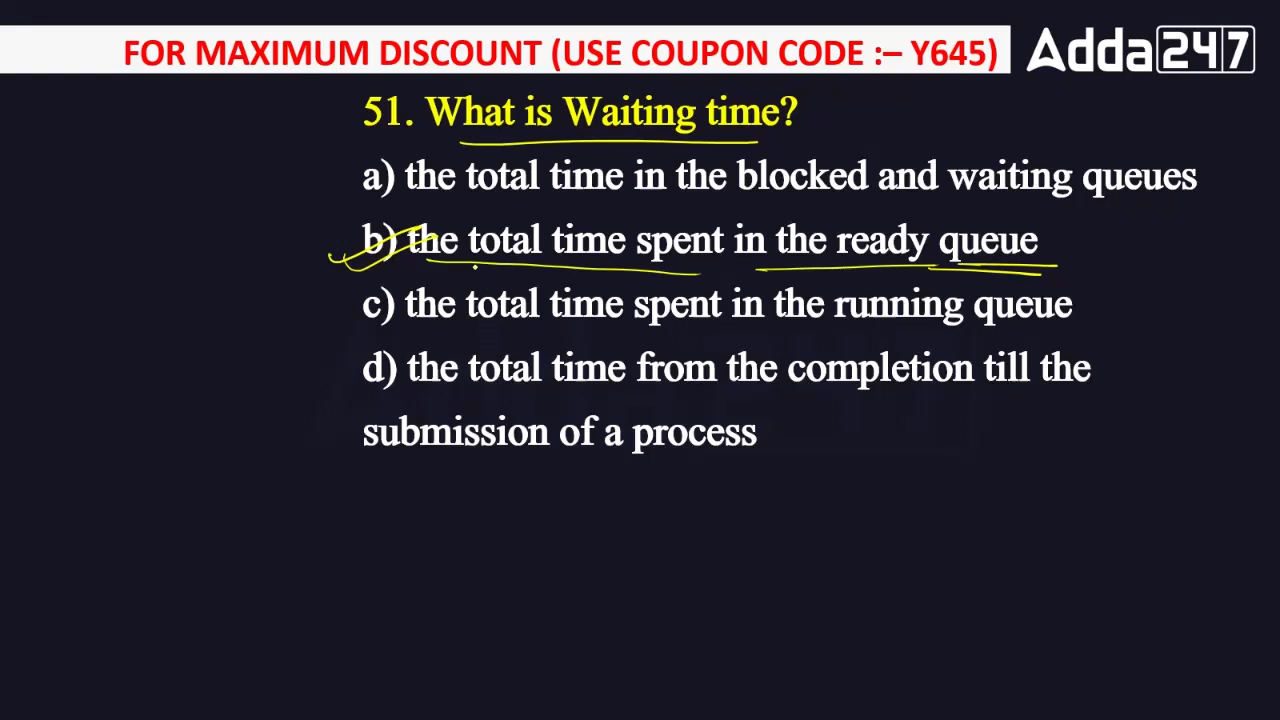 FOR MAXIMUM DISCOUNT (USE COUPON CODE :– Y645)
Adda247
51. What is Waiting time?
a) the total time in the blocked and waiting queues
b) the total time spent in the ready queue
c) the total time spent in the running queue
d) the total time from the completion till the
submission of a process